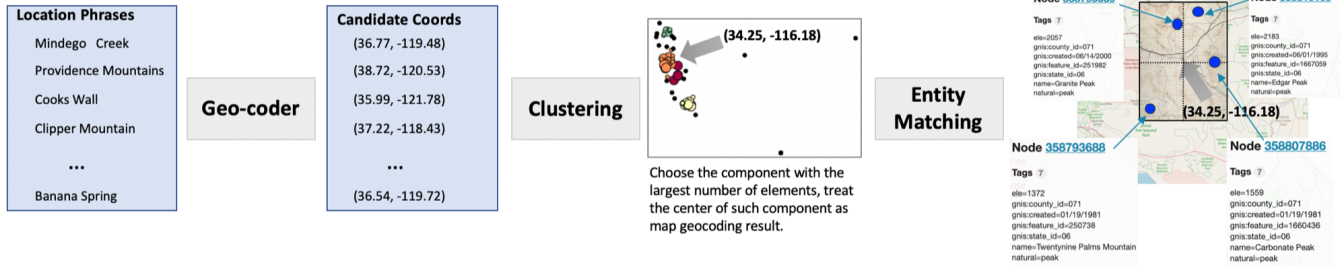 Location Phrases
Mindego Creek
Providence Mountains
Cooks Wall
Clipper Mountain
...
Banana Spring
Geo-coder
Candidate Coords
(36.77, -119.48)
(38.72, -120.53)
(35.99, -121.78)
(37.22, -118.43)
...
(36.54, -119.72)
Clustering
(34.25, -116.18)
Choose the component with the
largest number of elements, treat
the center of such component as
map geocoding result.
Entity
Matching
Tags 7
ele=2057
gnis:county_id=071
gnis:created=06/14/2000
gnis:feature_id=251982
gnis:state_id=06
name=Granite Peak
natural=peak
Tags 7
ele=2183
gnis:county_id=071
gnis:created=06/01/1995
gnis:feature_id=1667059
gnis:state_id=06
name=Edgar Peak
natural=peak
(34.25, -116.18)
Node 358793688
Tags 7
ele=1372
gnis:county_id=071
gnis:created=01/19/1981
gnis:feature_id=250738
gnis:state_id=06
name=Twentynine Palms Mountain
natural=peak
Node 358807886
Tags 7
ele=1559
gnis:county_id=071
gnis:created=01/19/1981
gnis:feature_id=1660436
gnis:state_id=06
name=Carbonate Peak
natural=peak